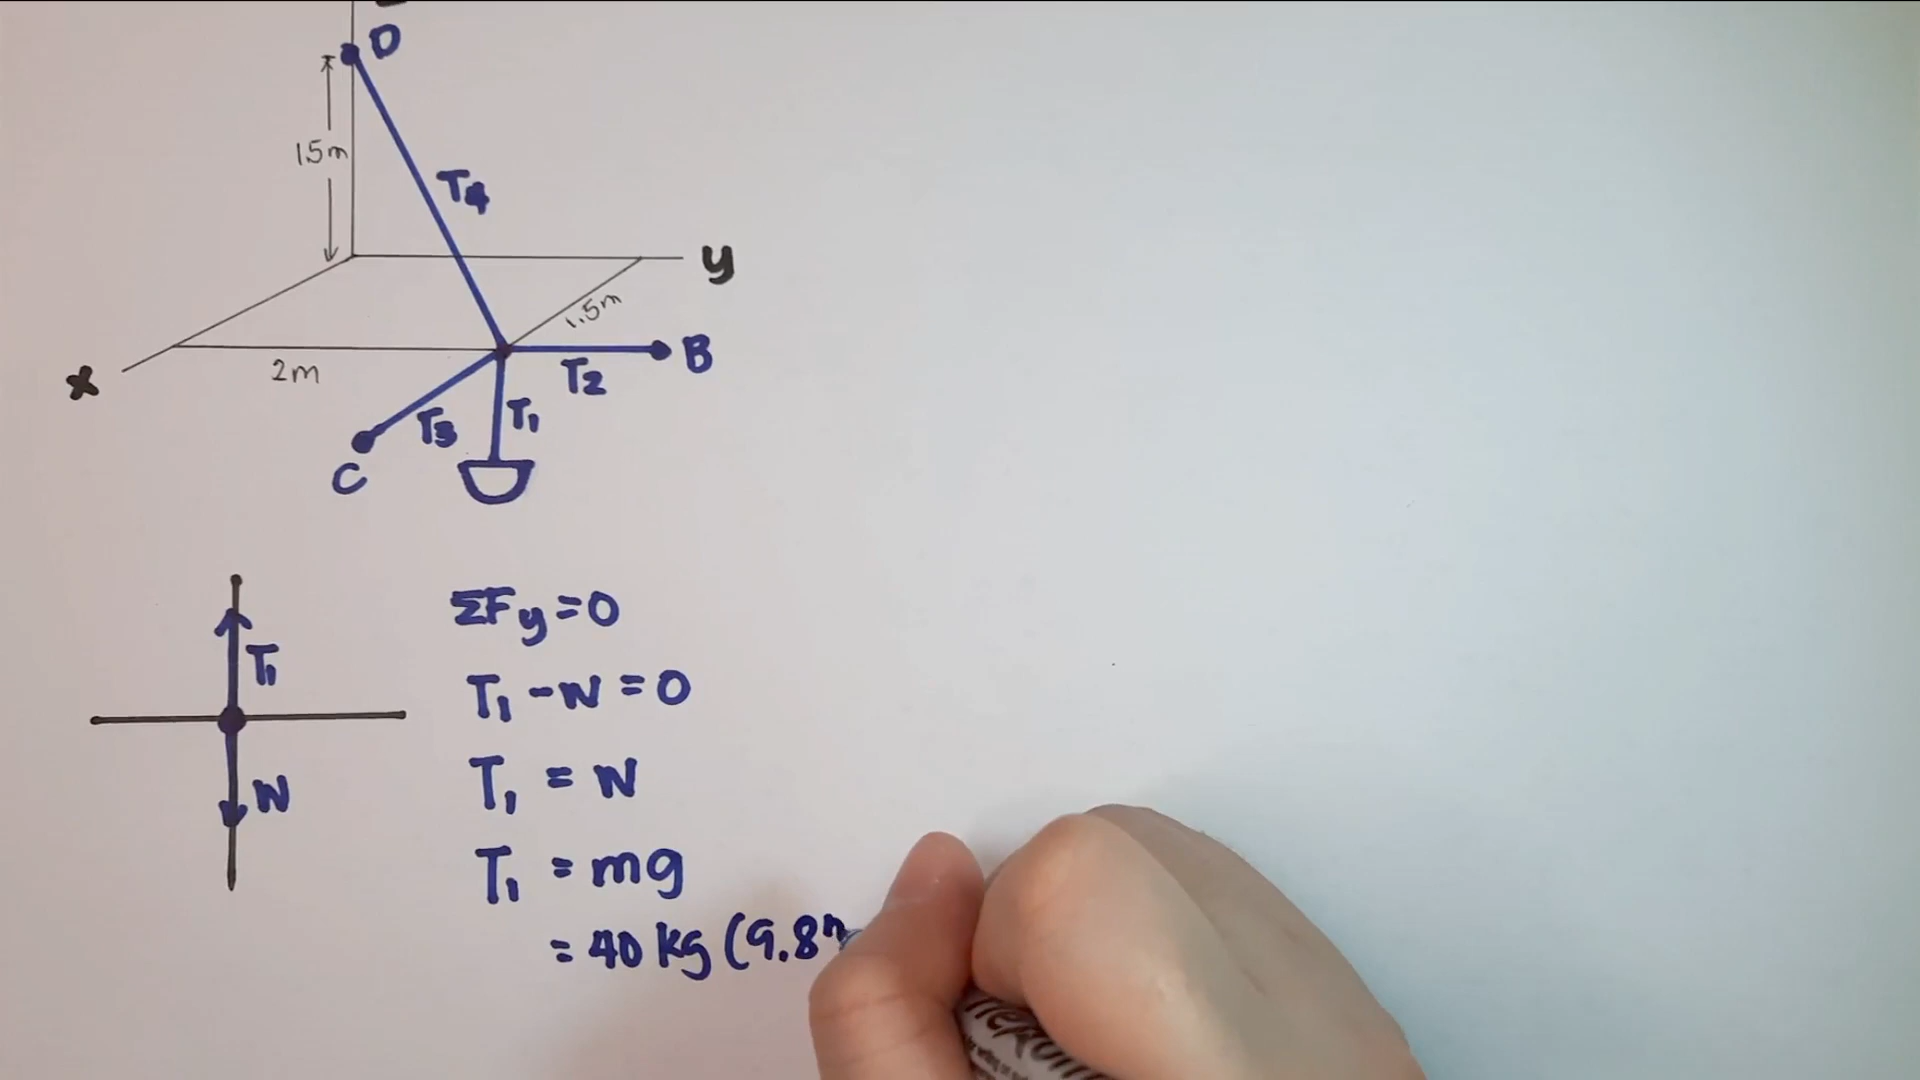 D
15m
T4
y
1.5m
x
2m
T2
B
T3
T1
C
ΣFy=0
T1
T1 -W = 0
T1 = W
W
T1 = mg
= 40 kg (9.8m